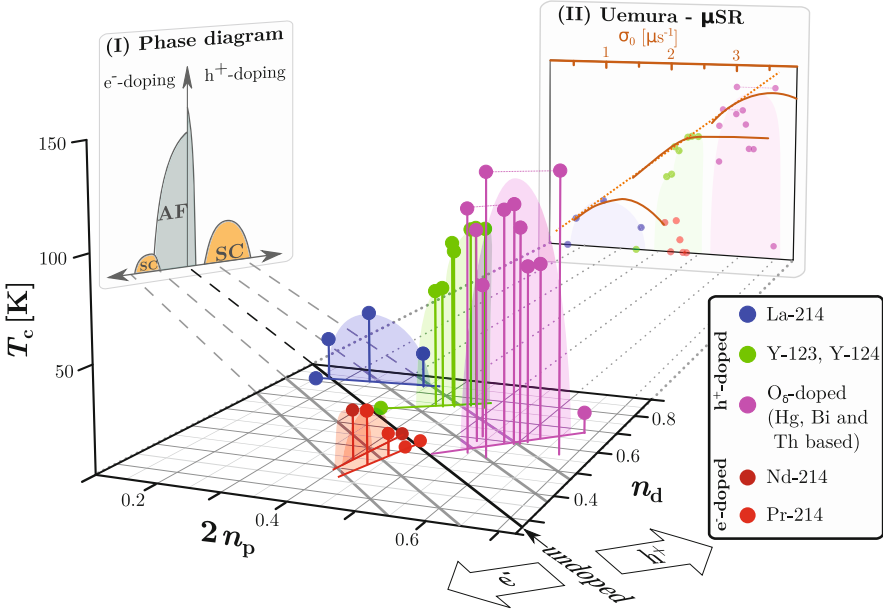 (I) Phase diagram
e⁻-doping
h⁺-doping
AF
SC
SC
(II) Uemura - μSR
σ₀ [μs⁻¹]
1
2
3
T_c [K]
150
100
50
0.2
0.4
0.6
2 n_p
0.4
0.6
0.8
n_d
undoped
e⁻
h⁺
h⁺-doped
La-214
Y-123, Y-124
O_δ-doped
(Hg, Bi and
Th based)
e⁻-doped
Nd-214
Pr-214